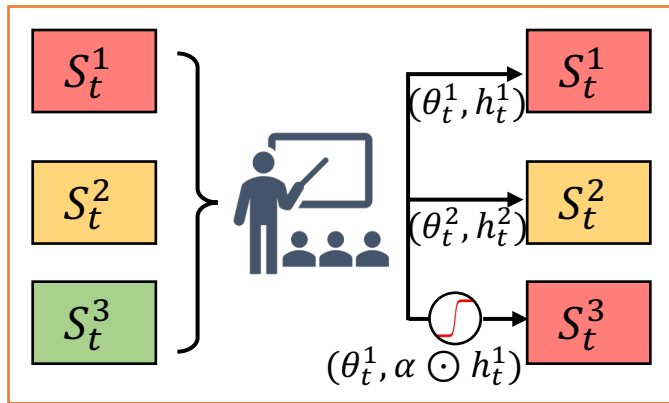 S_t^1
S_t^2
S_t^3
(θ_t^1, h_t^1)
(θ_t^2, h_t^2)
(θ_t^1, α ⊙ h_t^1)
S_t^1
S_t^2
S_t^3